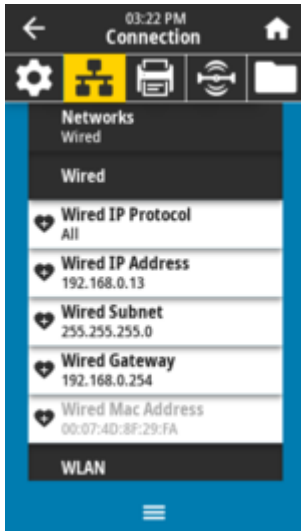 03:22 PM
Connection
Networks
Wired
Wired
Wired IP Protocol
All
Wired IP Address
192.168.0.13
Wired Subnet
255.255.255.0
Wired Gateway
192.168.0.254
Wired Mac Address
00:07:4D:8F:29:FA
WLAN